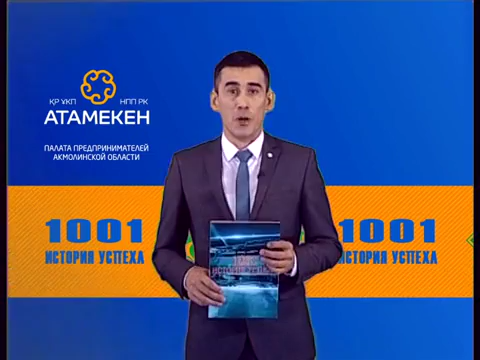 ҚР ҰКП НПП РК
АТАМЕКЕН
ПАЛАТА ПРЕДПРИНИМАТЕЛЕЙ
АКМОЛИНСКОЙ ОБЛАСТИ
1001
ИСТОРИЯ УСПЕХА
1001
ИСТОРИЯ УСПЕХА